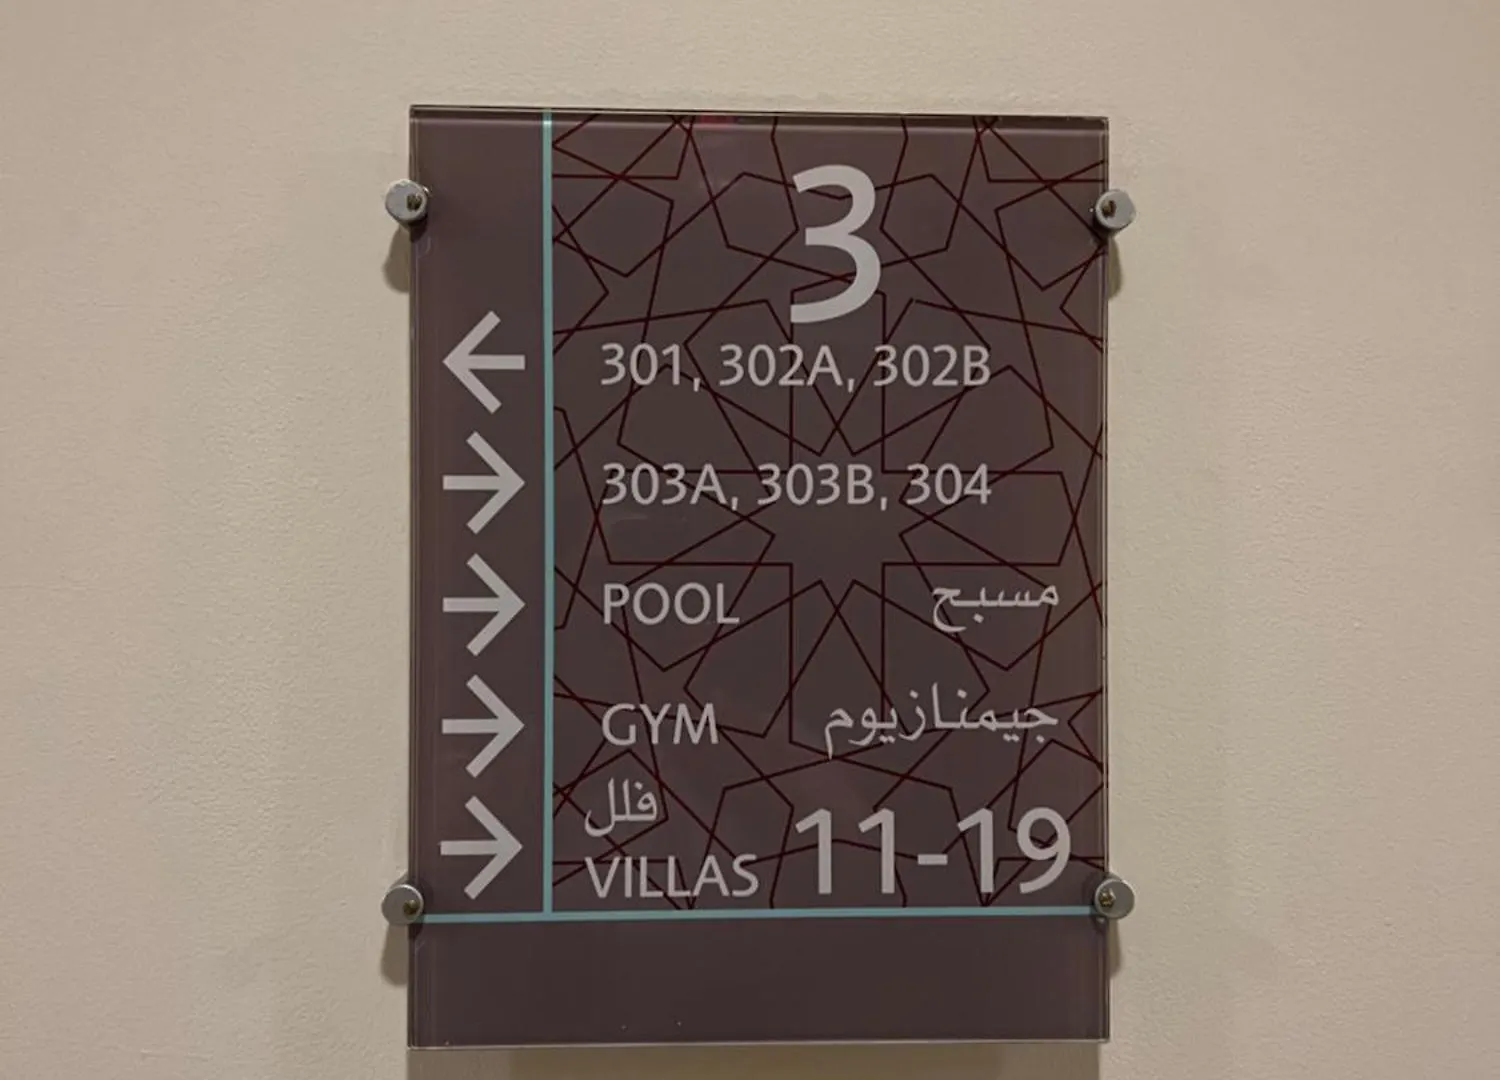 3
301, 302A, 302B
303A, 303B, 304
POOL مسبح
GYM جيمنازيوم
فلل
VILLAS 11-19